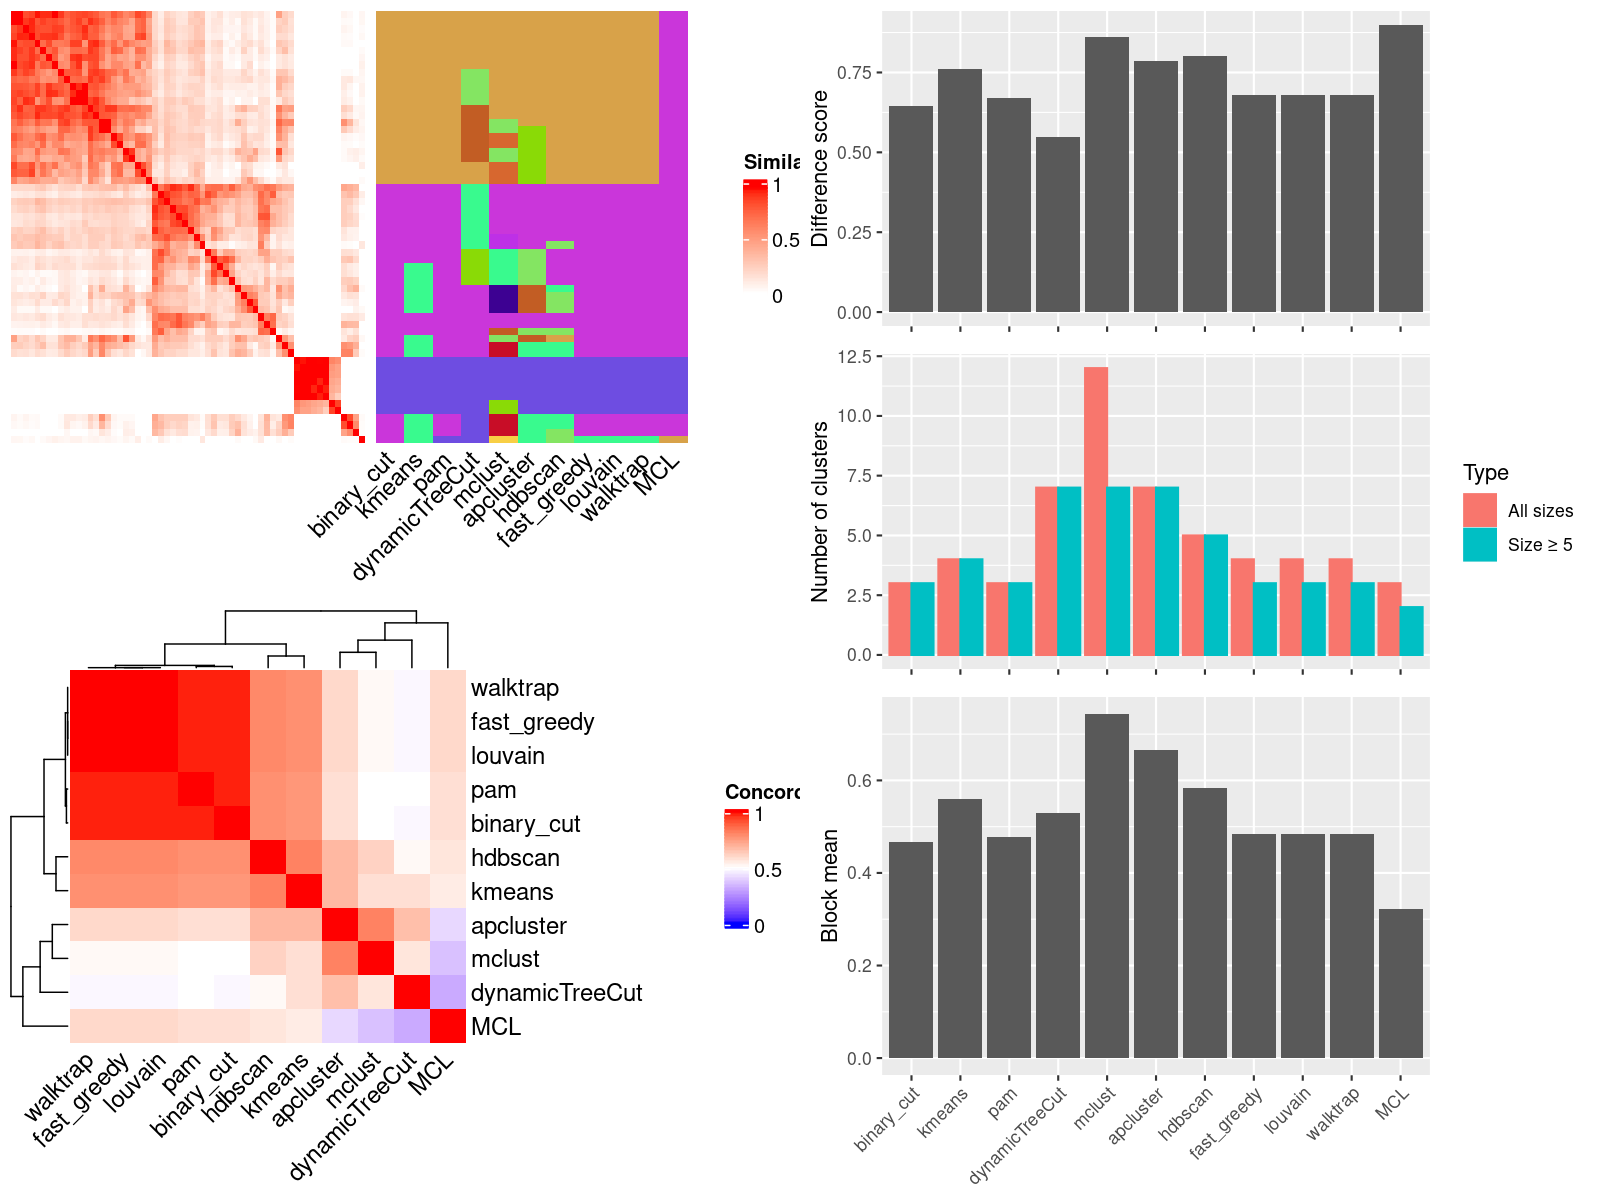 Simila
1
0.5
0
binary_cut
kmeans
pam
dynamicTreeCut
mclust
apcluster
hdbscan
fast_greedy
louvain
walktrap
MCL
walktrap
fast_greedy
louvain
pam
binary_cut
hdbscan
kmeans
apcluster
mclust
dynamicTreeCut
MCL
walktrap
fast_greedy
louvain
pam
binary_cut
hdbscan
kmeans
apcluster
mclust
dynamicTreeCut
MCL
Concord
1
0.5
0
Difference score
0.75
0.50
0.25
0.00
Number of clusters
12.5
10.0
7.5
5.0
2.5
0.0
Type
All sizes
Size ≥ 5
Block mean
0.6
0.4
0.2
0.0
binary_cut
kmeans
pam
dynamicTreeCut
mclust
apcluster
hdbscan
fast_greedy
louvain
walktrap
MCL